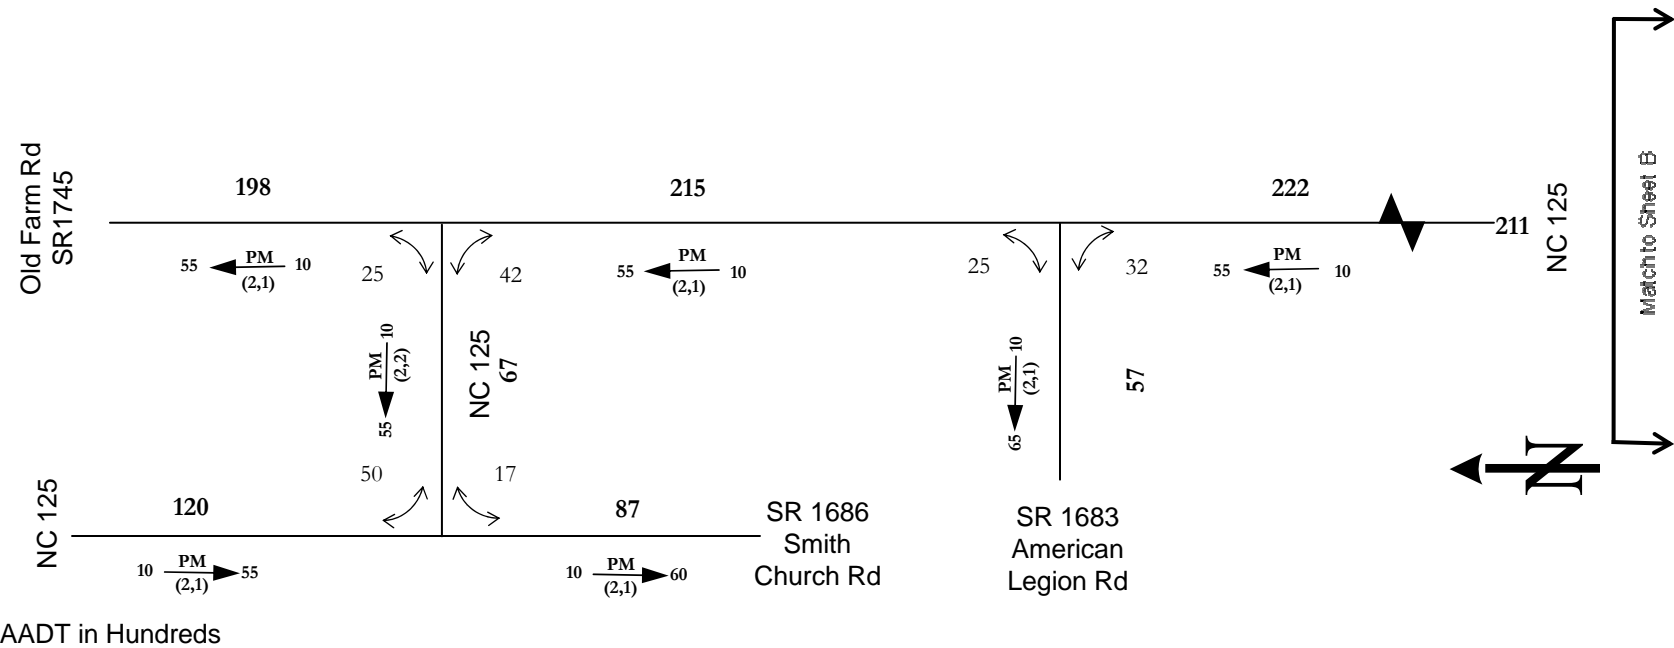 Old Farm Rd
SR1745
198
215
222
211
NC 125
Match to Sheet B
55 PM 10
(2,1)
25
42
55 PM 10
(2,1)
25
32
55 PM 10
(2,1)
PM 10
(2,2)
55
NC 125
67
PM 10
(2,1)
65
57
50
17
N
NC 125
120
87
SR 1686
Smith
Church Rd
SR 1683
American
Legion Rd
10 PM 55
(2,1)
10 PM 60
(2,1)
AADT in Hundreds